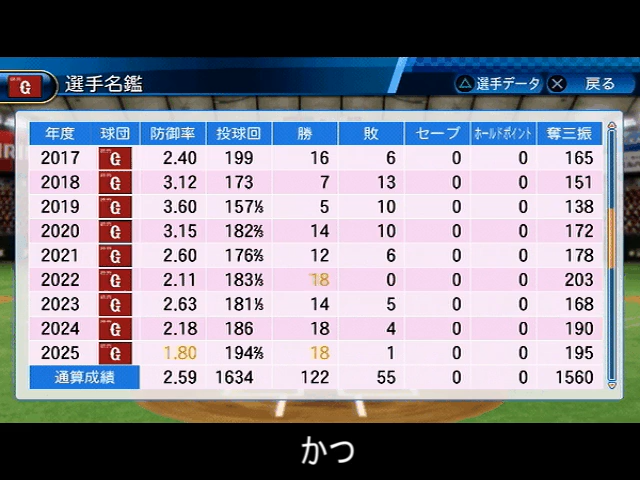 G 選手名鑑 △ 選手データ × 戻る
年度 球団 防御率 投球回 勝 敗 セーブ ホールドポイント 奪三振
2017 G 2.40 199 16 6 0 0 165
2018 G 3.12 173 7 13 0 0 151
2019 G 3.60 157⅓ 5 10 0 0 138
2020 G 3.15 182⅔ 14 10 0 0 172
2021 G 2.60 176⅔ 12 6 0 0 178
2022 G 2.11 183⅓ 18 0 0 0 203
2023 G 2.63 181⅓ 14 5 0 0 168
2024 G 2.18 186 18 4 0 0 190
2025 G 1.80 194⅔ 18 1 0 0 195
通算成績 2.59 1634 122 55 0 0 1560
かつ